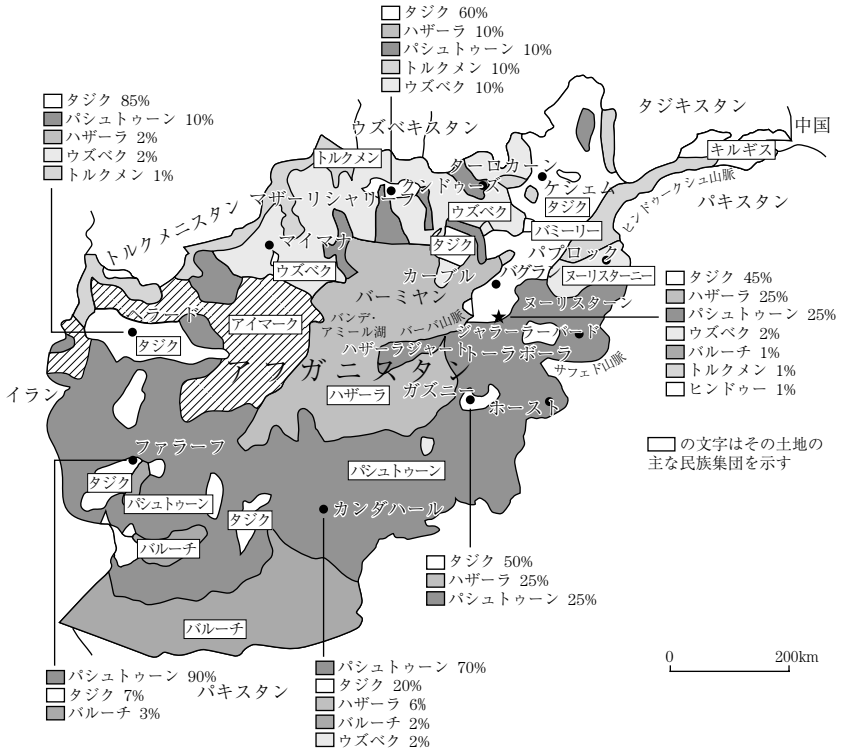 タジク 60%
ハザーラ 10%
パシュトゥーン 10%
トルクメン 10%
ウズベク 10%
タジク 85%
パシュトゥーン 10%
ハザーラ 2%
ウズベク 2%
トルクメン 1%
タジキスタン
中国
ウズベキスタン
キルギス
トルクメン
ターロカーン
ヒンドゥークシュ山脈
クンドゥーズ
ケシェム
マザーリシャリーフ
パキスタン
タジク
ウズベク
トルクメニスタン
バミーリー
マイマナ
タジク
パプロック
ウズベク
カーブル
バグラン
ヌーリスターニー
バーミヤン
ヌーリスターン
アイマーク
バンデ・
アミール湖
バーバ山脈
ジャラーラーバード
タジク
ハザーラジャート
トーラボーラ
アフガニスタン
サフェド山脈
タジク 45%
ハザーラ 25%
パシュトゥーン 25%
ウズベク 2%
バルーチ 1%
トルクメン 1%
ヒンドゥー 1%
イラン
ハザーラ
ガズニー
ホースト
の文字はその土地の
主な民族集団を示す
ファラーフ
パシュトゥーン
タジク
パシュトゥーン
タジク
カンダハール
バルーチ
タジク 50%
ハザーラ 25%
パシュトゥーン 25%
バルーチ
0 200km
パシュトゥーン 90%
タジク 7%
バルーチ 3%
パキスタン
パシュトゥーン 70%
タジク 20%
ハザーラ 6%
バルーチ 2%
ウズベク 2%